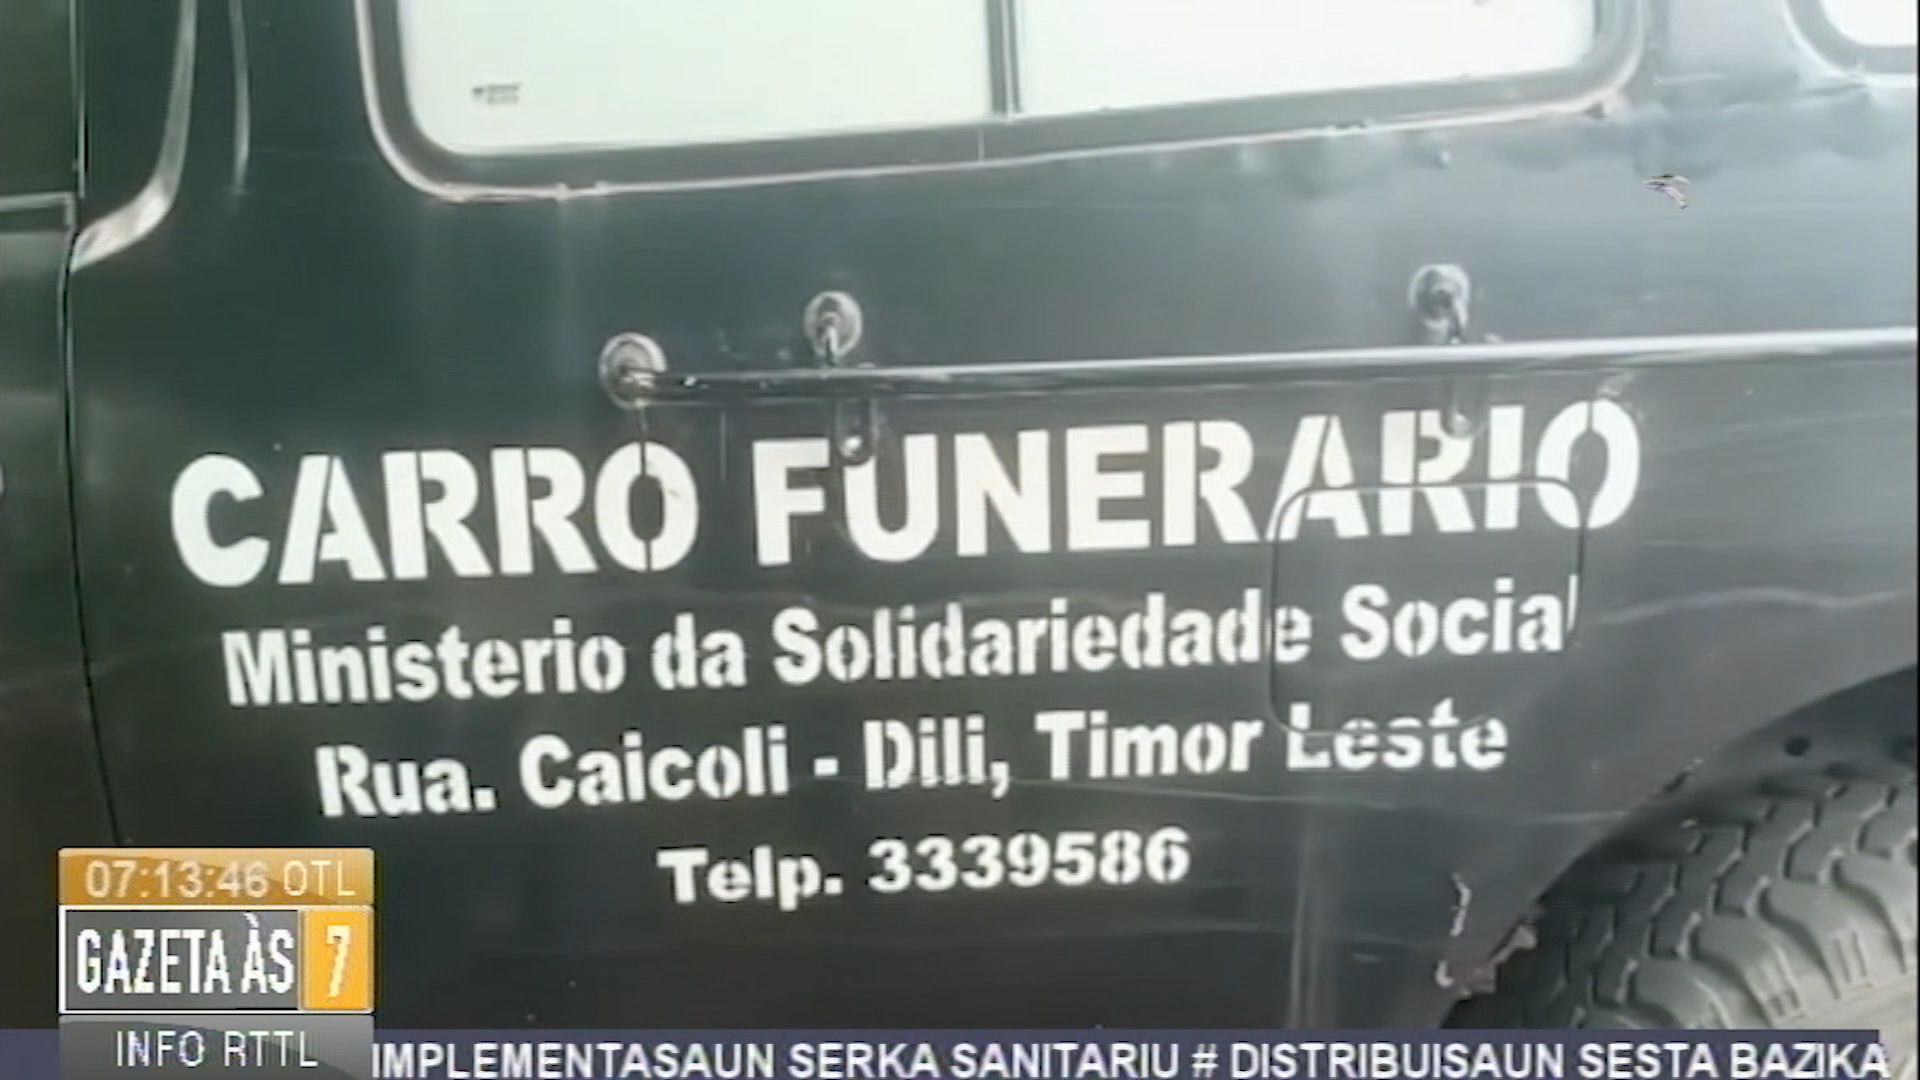 CARRO FUNERARIO
Ministerio da Solidariedade Social
Rua. Caicoli - Dili, Timor Leste
Telp. 3339586
07:13:46 OTL
GAZETA ÀS 7
INFO RTTL
IMPLEMENTASAUN SERKA SANITARIU # DISTRIBUISAUN SESTA BAZIKA